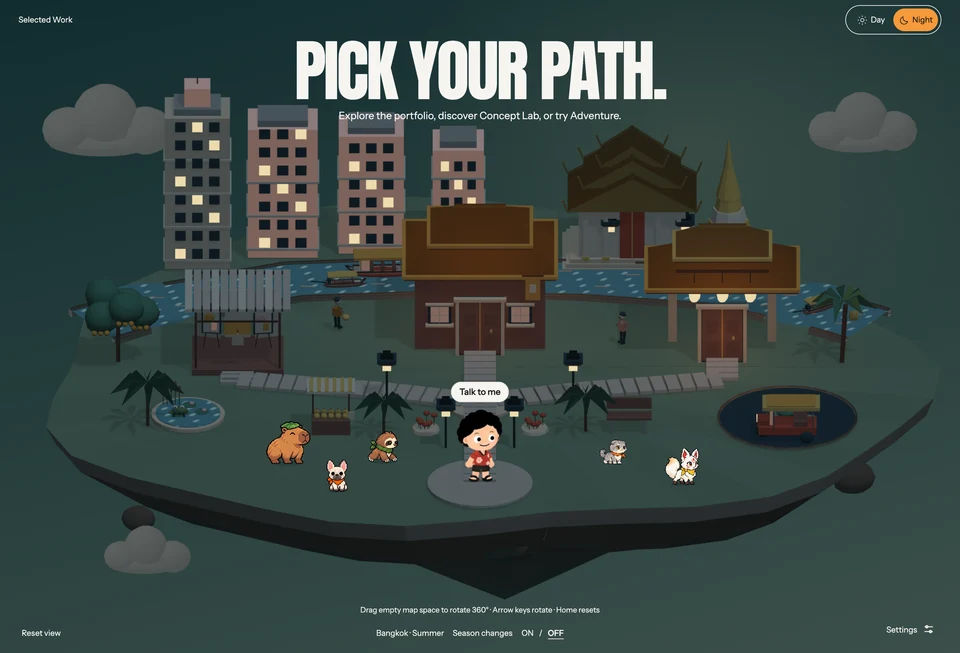 Selected Work
Day
Night
PICK YOUR PATH.
Explore the portfolio, discover Concept Lab, or try Adventure.
Talk to me
Drag empty map space to rotate 360° · Arrow keys rotate · Home resets
Reset view
Bangkok · Summer Season changes ON / OFF
Settings